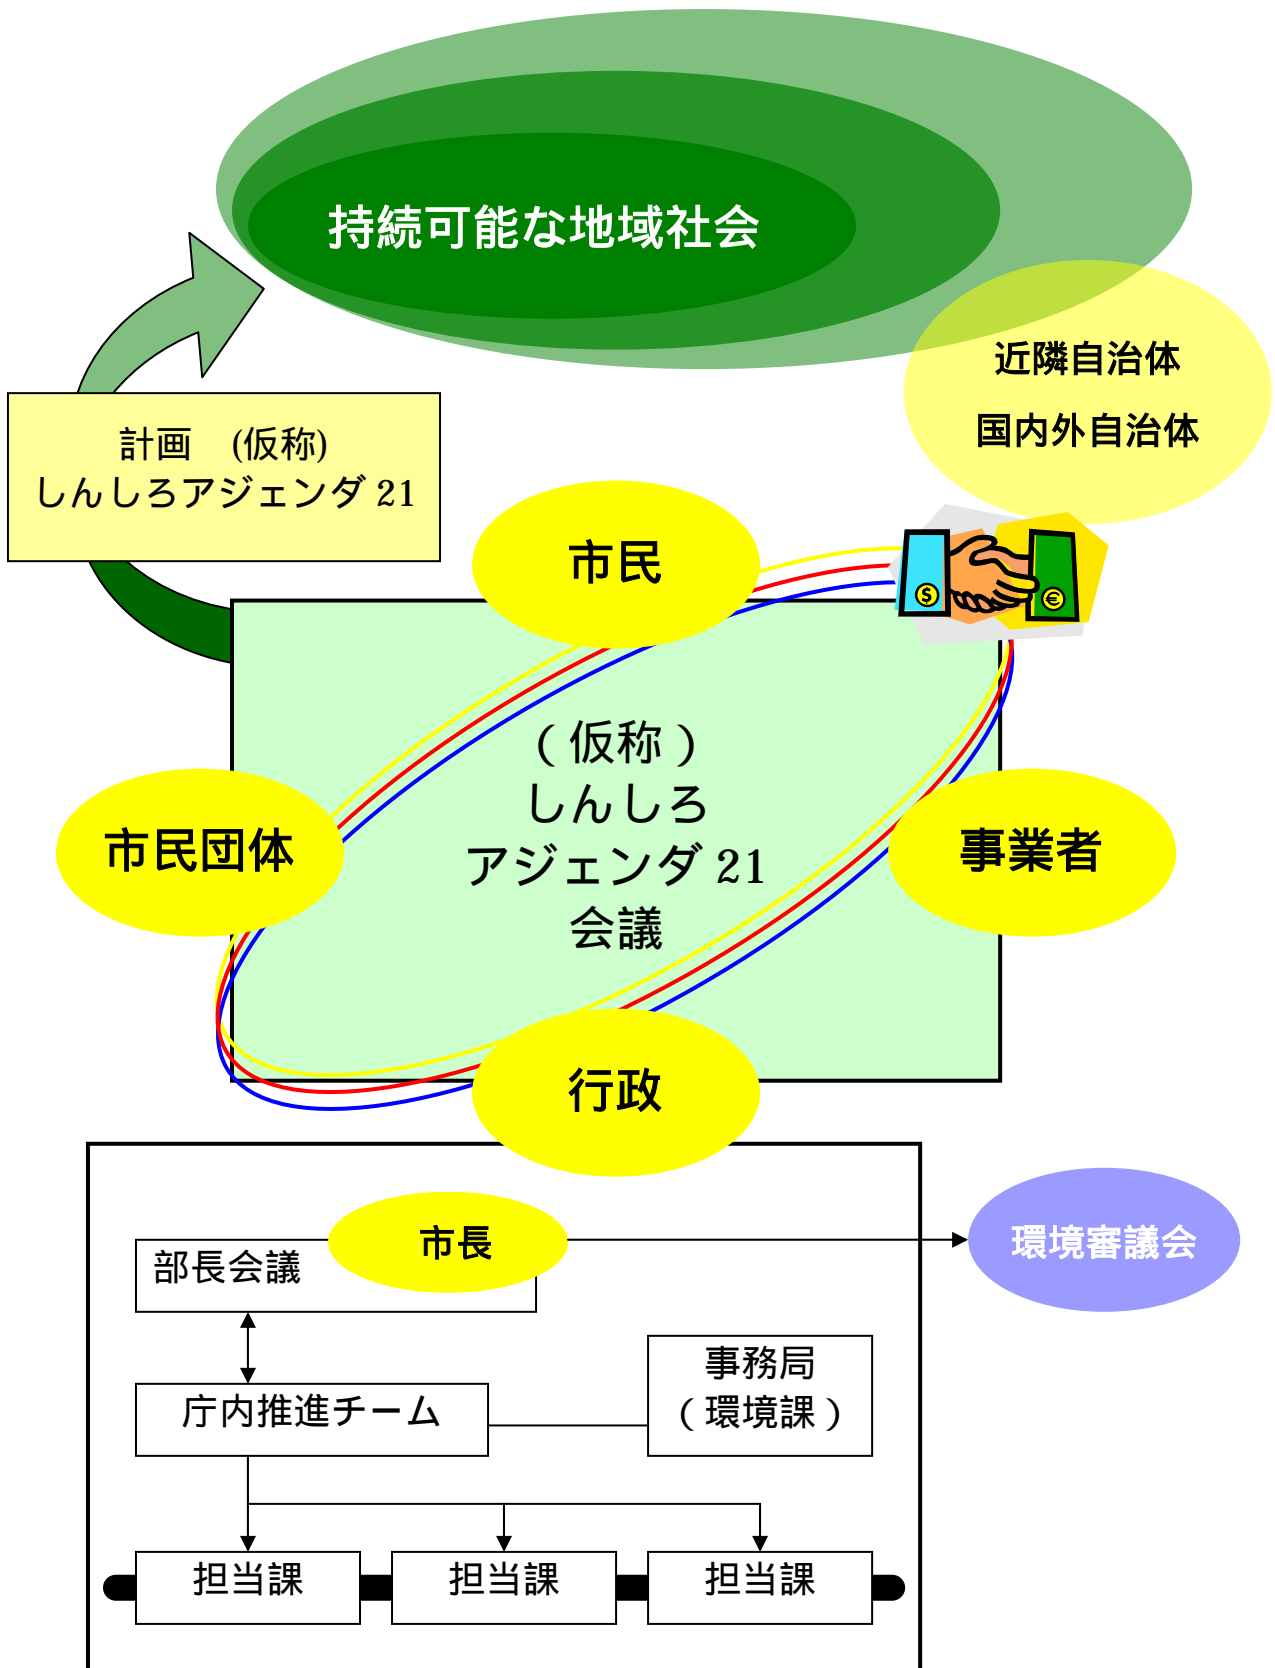 持続可能な地域社会
近隣自治体
国内外自治体
計画　(仮称)
しんしろアジェンダ 21
市民
（仮称）
しんしろ
アジェンダ 21
会議
市民団体
事業者
行政
市長
部長会議
環境審議会
事務局
（環境課）
庁内推進チーム
担当課
担当課
担当課
$
€